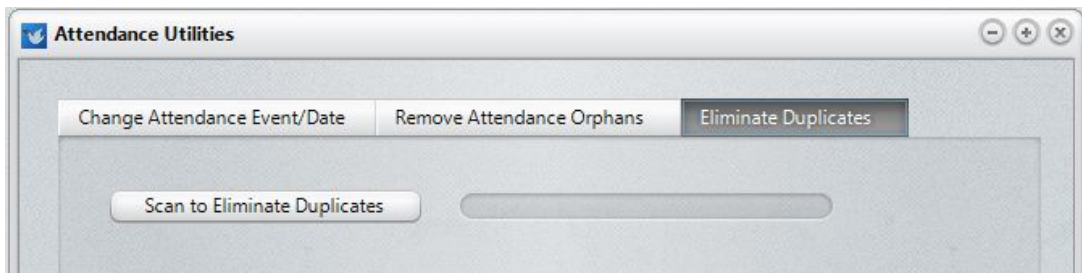 Attendance Utilities
Change Attendance Event/Date Remove Attendance Orphans Eliminate Duplicates
Scan to Eliminate Duplicates